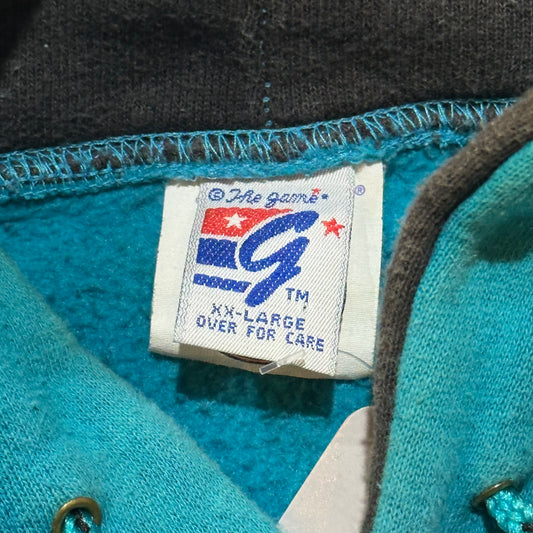 © The game ®
G
TM
XX-LARGE
OVER FOR CARE